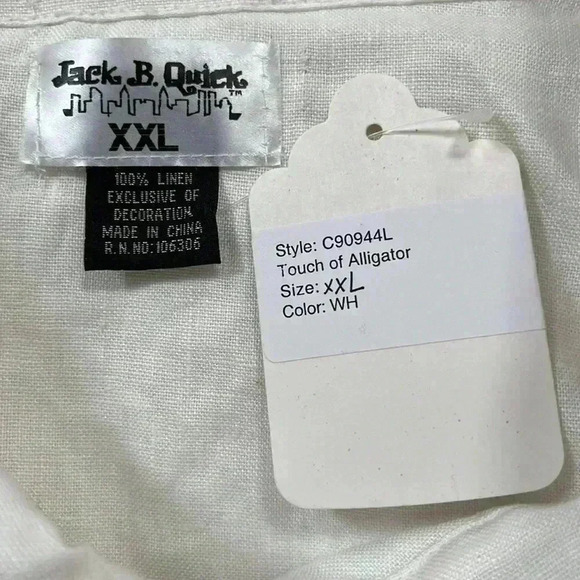 Jack B. Quick
TM
XXL
100% LINEN
EXCLUSIVE OF
DECORATION
MADE IN CHINA
R.N.NO:106306
Style: C90944L
Touch of Alligator
Size: XXL
Color: WH